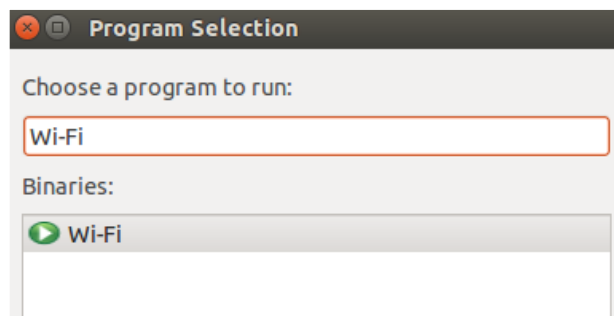 Program Selection
Choose a program to run:
Wi-Fi
Binaries:
Wi-Fi